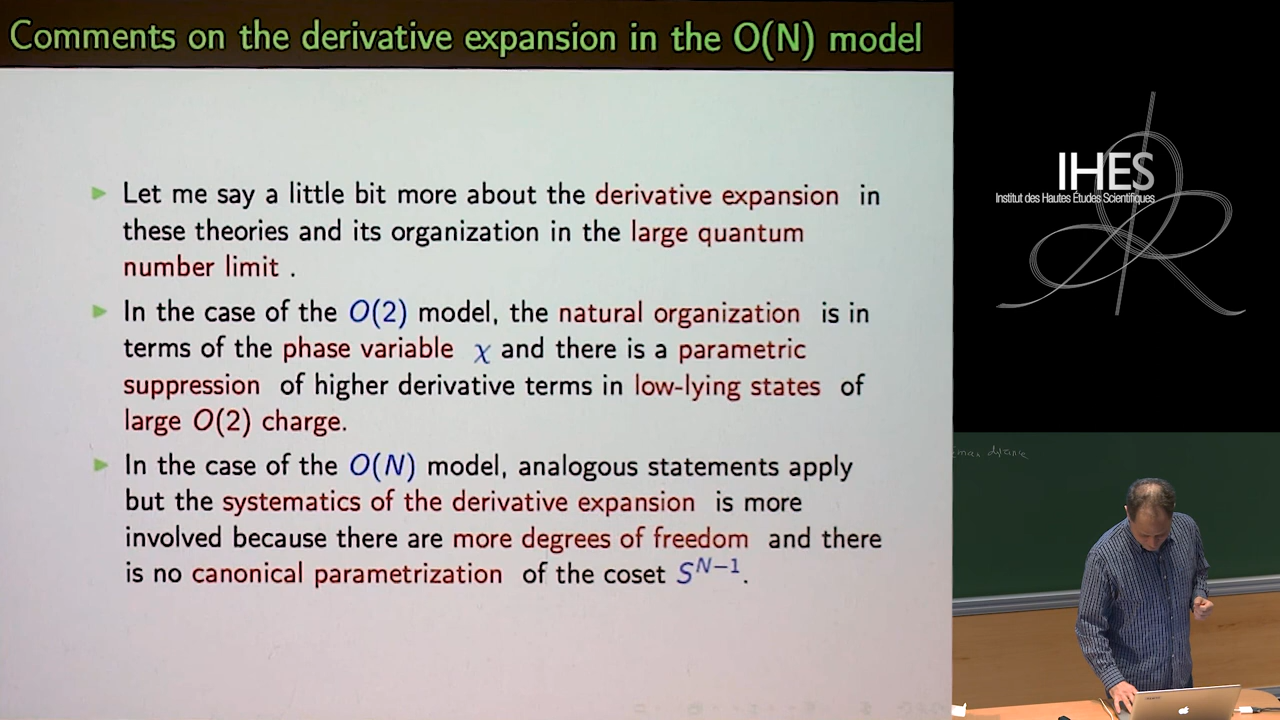 Comments on the derivative expansion in the O(N) model
Let me say a little bit more about the derivative expansion in
these theories and its organization in the large quantum
number limit .
In the case of the O(2) model, the natural organization is in
terms of the phase variable χ and there is a parametric
suppression of higher derivative terms in low-lying states of
large O(2) charge.
In the case of the O(N) model, analogous statements apply
but the systematics of the derivative expansion is more
involved because there are more degrees of freedom and there
is no canonical parametrization of the coset S^{N−1}.
IHES
Institut des Hautes Études Scientifiques